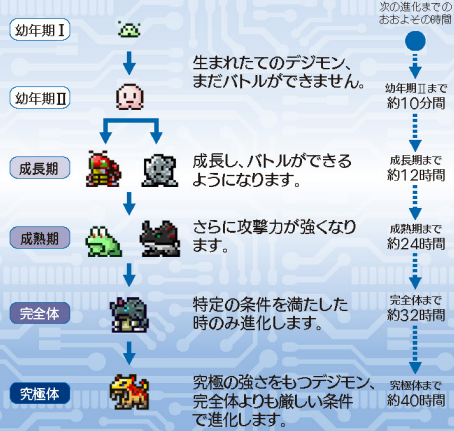 次の進化までの
おおよその時間
幼年期Ⅰ
生まれたてのデジモン、
まだバトルができません。
幼年期Ⅱまで
約10分間
幼年期Ⅱ
成長期
成長し、バトルができる
ようになります。
成長期まで
約12時間
成熟期
さらに攻撃力が強くなり
ます。
成熟期まで
約24時間
完全体
特定の条件を満たした
時のみ進化します。
完全体まで
約32時間
究極体
究極の強さをもつデジモン、
完全体よりも厳しい条件
で進化します。
究極体まで
約40時間